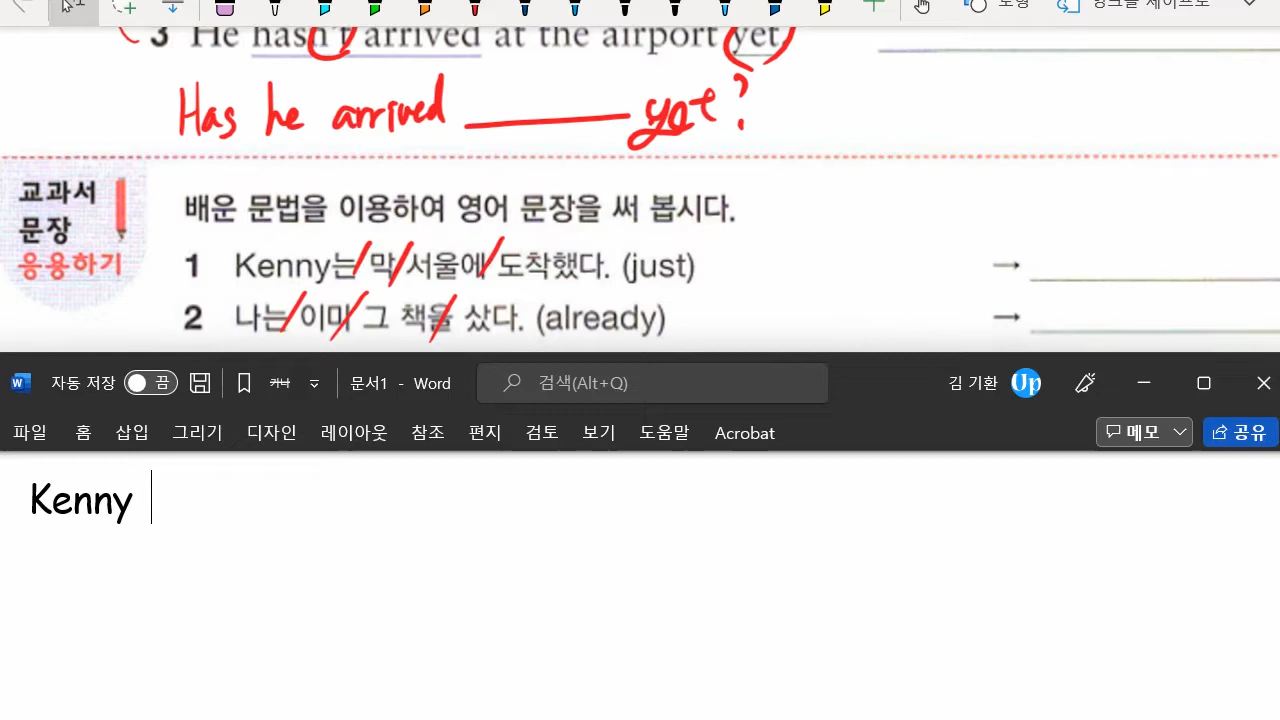 3 He hasn't arrived at the airport yet.
Has he arrived ______ yet?
교과서
문장
응용하기
배운 문법을 이용하여 영어 문장을 써 봅시다.
1 Kenny는 / 막 / 서울에 / 도착했다. (just) →
2 나는 / 이미 / 그 책을 / 샀다. (already) →
자동 저장 끔 가나 문서1 - Word 검색(Alt+Q) 김 기환 Up
파일 홈 삽입 그리기 디자인 레이아웃 참조 편지 검토 보기 도움말 Acrobat 메모 공유
Kenny